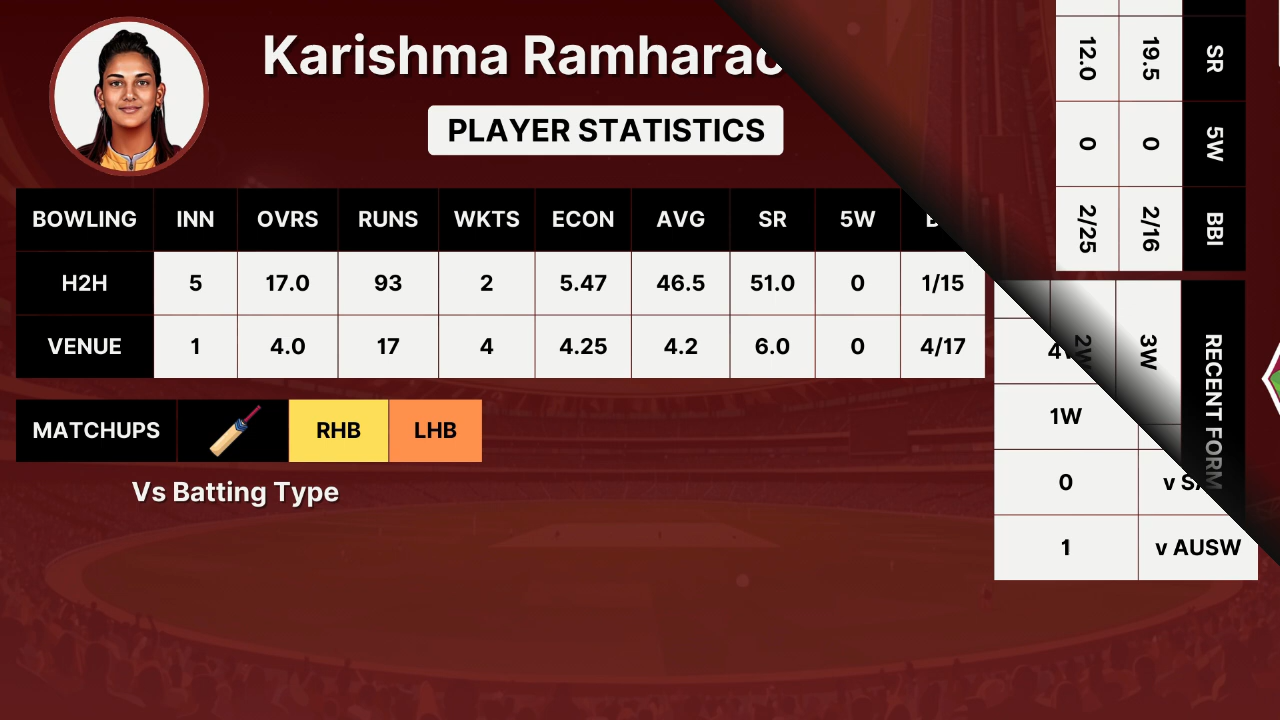 Karishma Ramharac
PLAYER STATISTICS
BOWLING INN OVRS RUNS WKTS ECON AVG SR 5W
H2H 5 17.0 93 2 5.47 46.5 51.0 0 1/15
VENUE 1 4.0 17 4 4.25 4.2 6.0 0 4/17
MATCHUPS RHB LHB
Vs Batting Type
SR 5W BBI
19.5 0 2/16
12.0 0 2/25
RECENT FORM
3W
2W
1W
0
1 v AUSW